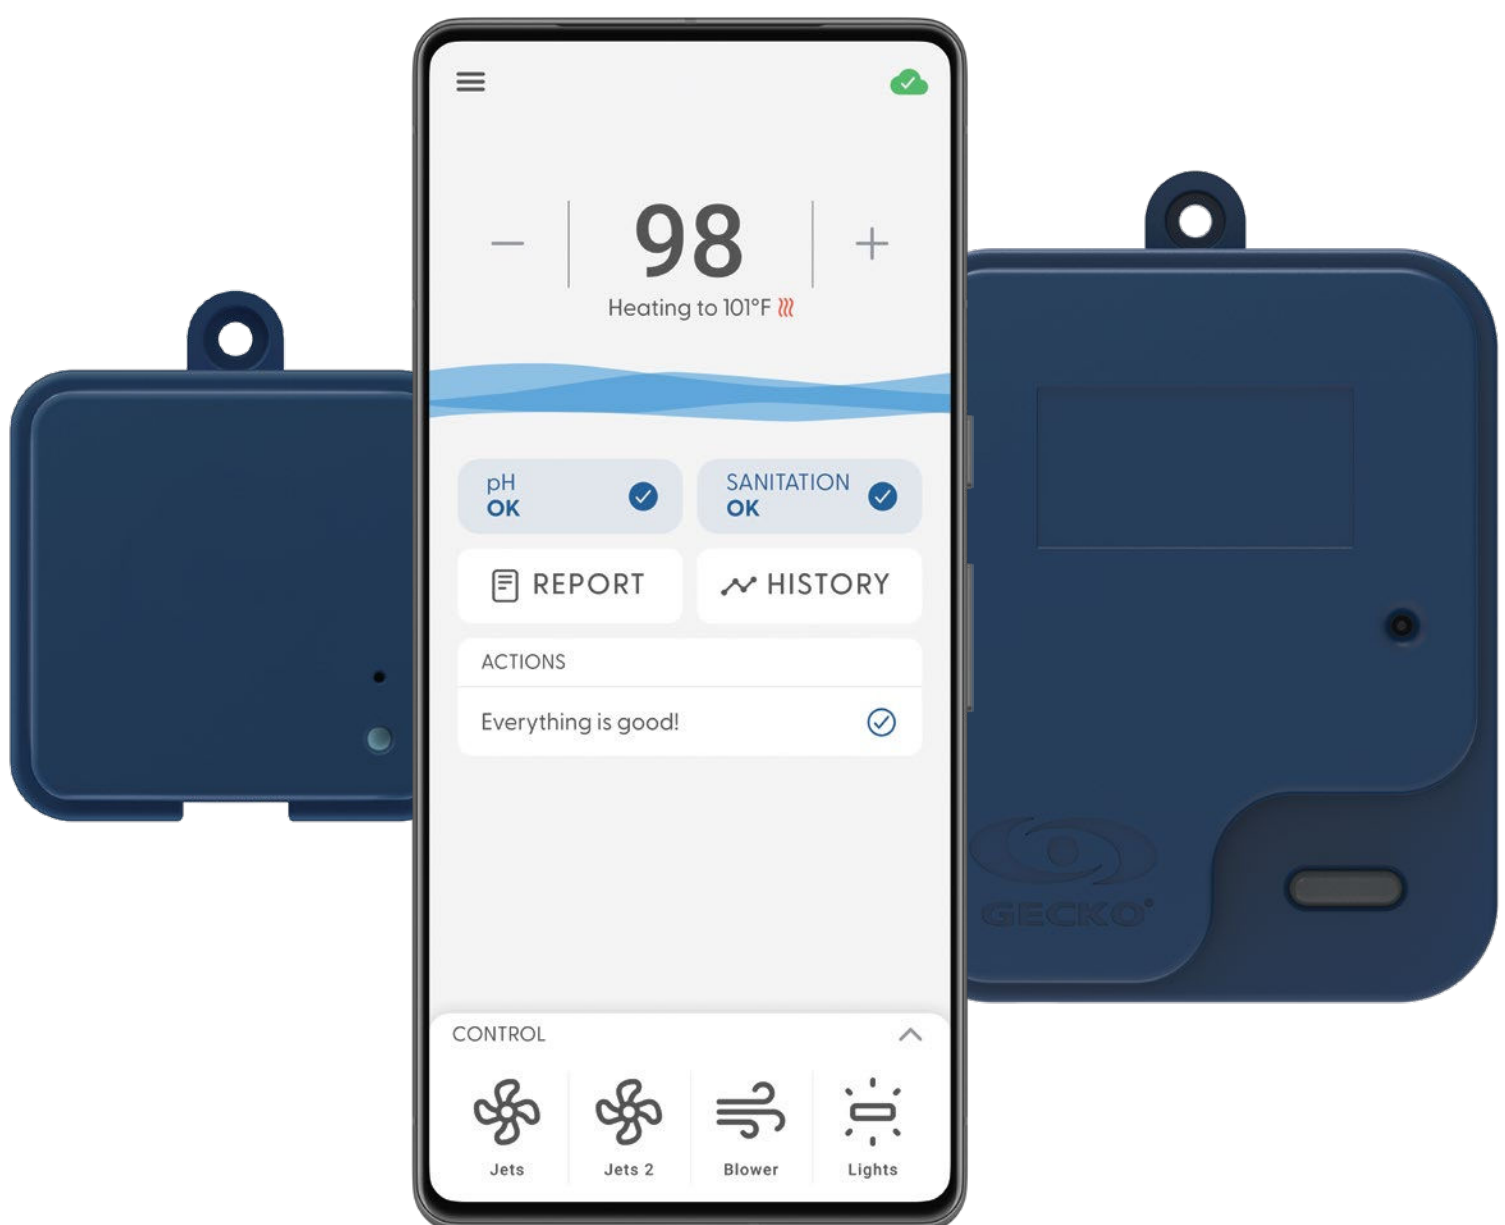 98
Heating to 101°F
pH
OK
SANITATION
OK
REPORT
HISTORY
ACTIONS
Everything is good!
GECKO
CONTROL
Jets
Jets 2
Blower
Lights